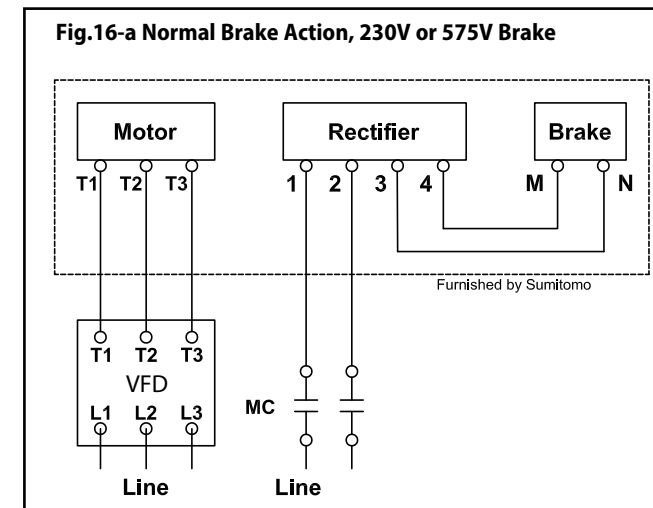 Fig.16-a Normal Brake Action, 230V or 575V Brake
Motor Rectifier Brake
T1 T2 T3 1 2 3 4 M N
Furnished by Sumitomo
T1 T2 T3
VFD
L1 L2 L3
MC
Line Line